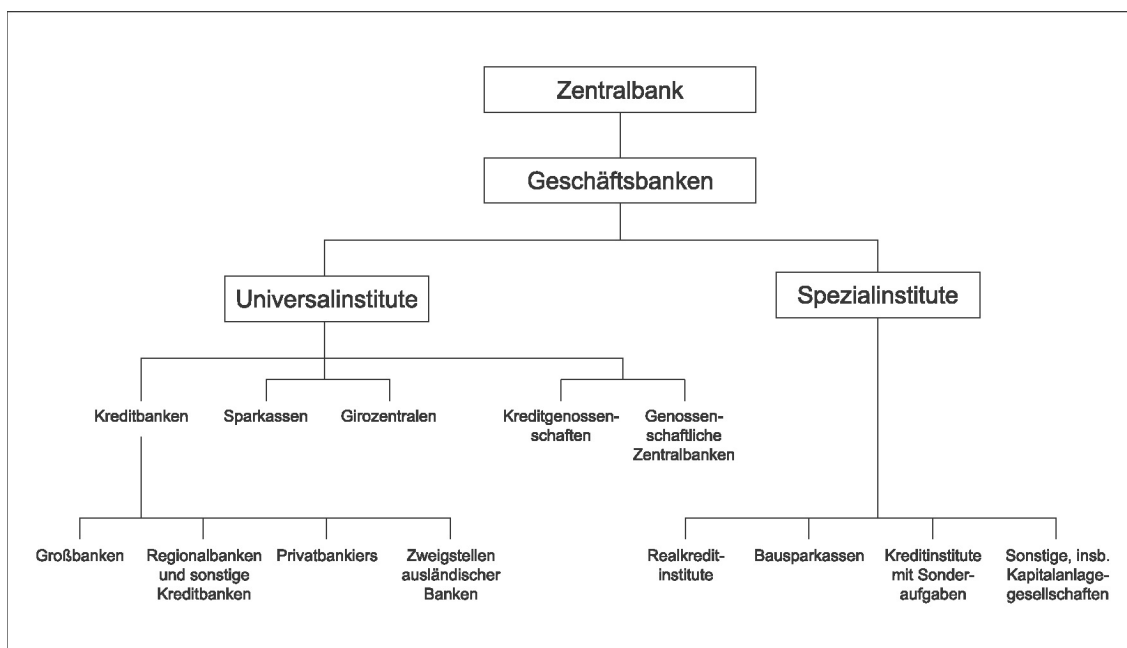 Zentralbank
Geschäftsbanken
Universalinstitute
Spezialinstitute
Kreditbanken
Sparkassen
Girozentralen
Kreditgenossen-
schaften
Genossen-
schaftliche
Zentralbanken
Großbanken
Regionalbanken
und sonstige
Kreditbanken
Privatbankiers
Zweigstellen
ausländischer
Banken
Realkredit-
institute
Bausparkassen
Kreditinstitute
mit Sonder-
aufgaben
Sonstige, insb.
Kapitalanlage-
gesellschaften